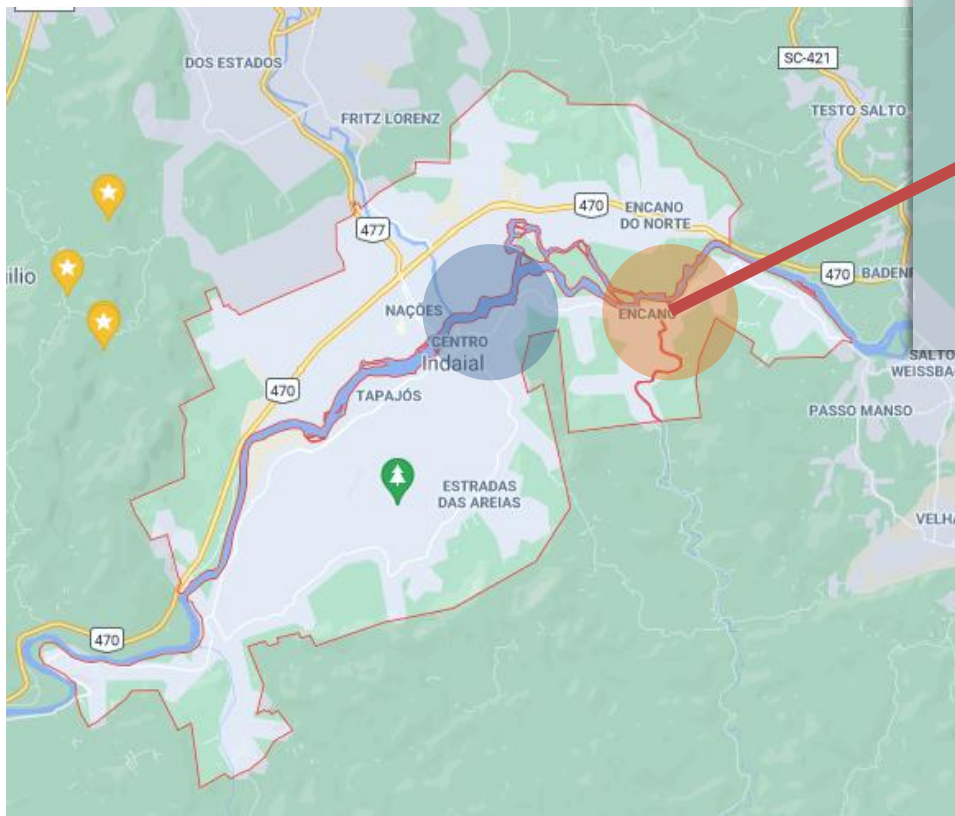 DOS ESTADOS
SC-421
TESTO SALTO
FRITZ LORENZ
470
ENCANO
DO NORTE
477
ilio
470
BADENF
NAÇÕES
ENCANO
CENTRO
Indaial
SALTO
WEISSBA
470
TAPAJÓS
PASSO MANSO
ESTRADAS
DAS AREIAS
VELHA
470